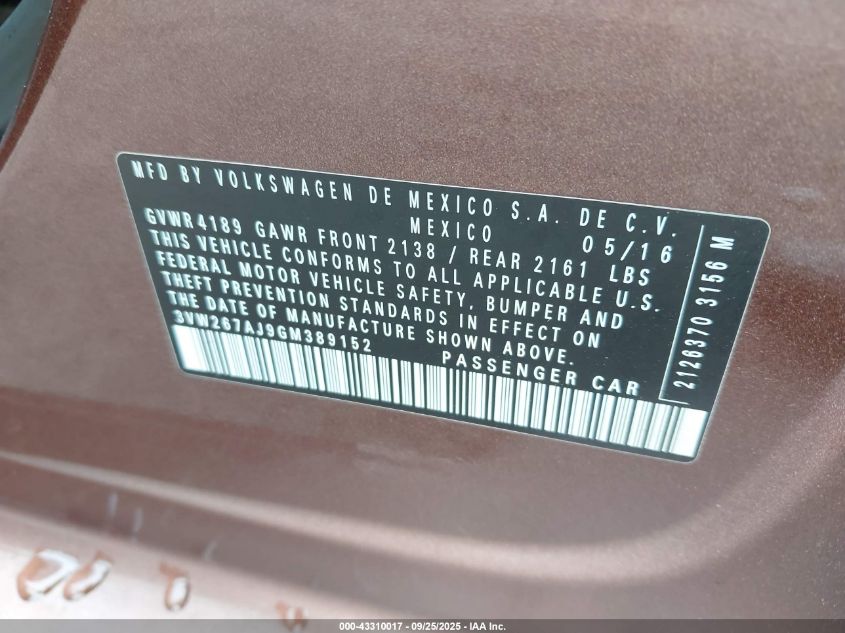 MFD BY VOLKSWAGEN DE MEXICO S.A. DE C.V.
MEXICO 05/16
GVWR4189 GAWR FRONT 2138 / REAR 2161 LBS
THIS VEHICLE CONFORMS TO ALL APPLICABLE U.S.
FEDERAL MOTOR VEHICLE SAFETY, BUMPER AND
THEFT PREVENTION STANDARDS IN EFFECT ON
THE DATE OF MANUFACTURE SHOWN ABOVE.
3VW267AJ9GM389152 PASSENGER CAR
2126370 3156 M
000-43310017 - 09/25/2025 - IAA Inc.